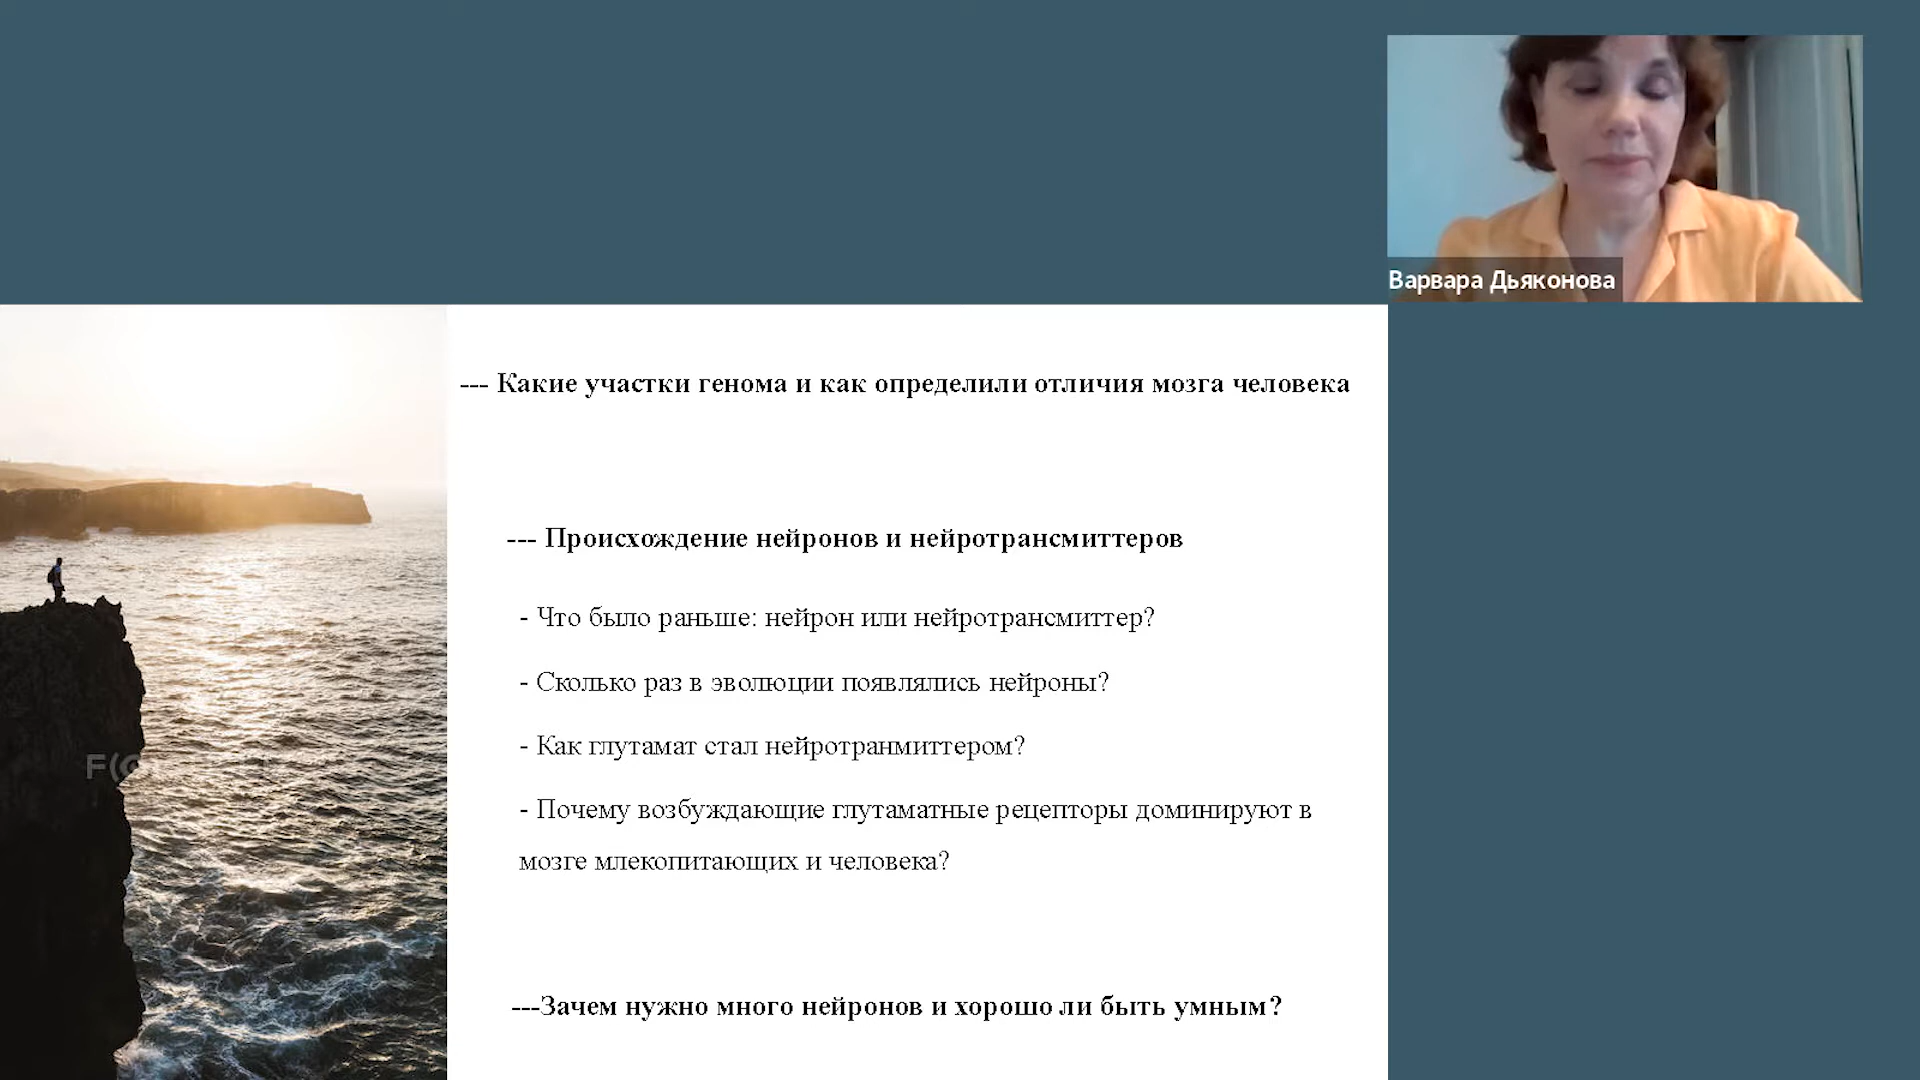 Варвара Дьяконова
--- Какие участки генома и как определили отличия мозга человека
--- Происхождение нейронов и нейротрансмиттеров
- Что было раньше: нейрон или нейротрансмиттер?
- Сколько раз в эволюции появлялись нейроны?
- Как глутамат стал нейротранмиттером?
- Почему возбуждающие глутаматные рецепторы доминируют в
мозге млекопитающих и человека?
---Зачем нужно много нейронов и хорошо ли быть умным?